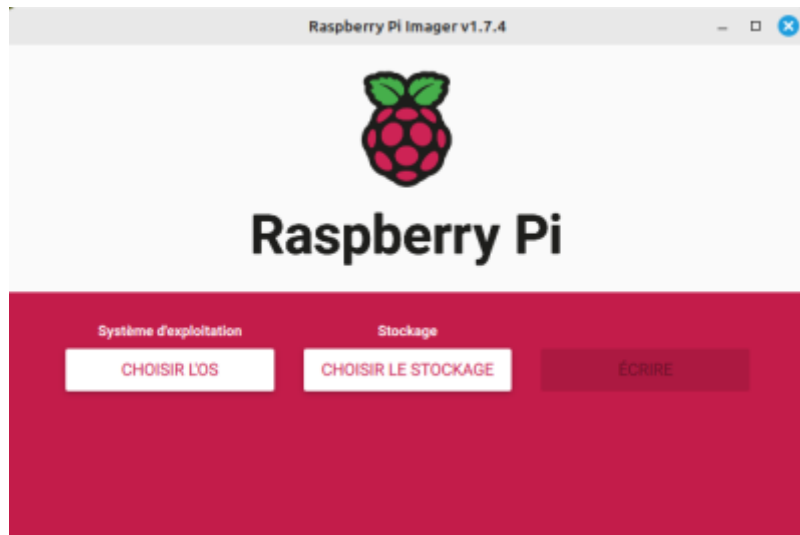 Raspberry Pi Imager v1.7.4
Raspberry Pi
Système d'exploitation
Stockage
CHOISIR L'OS
CHOISIR LE STOCKAGE
ÉCRIRE